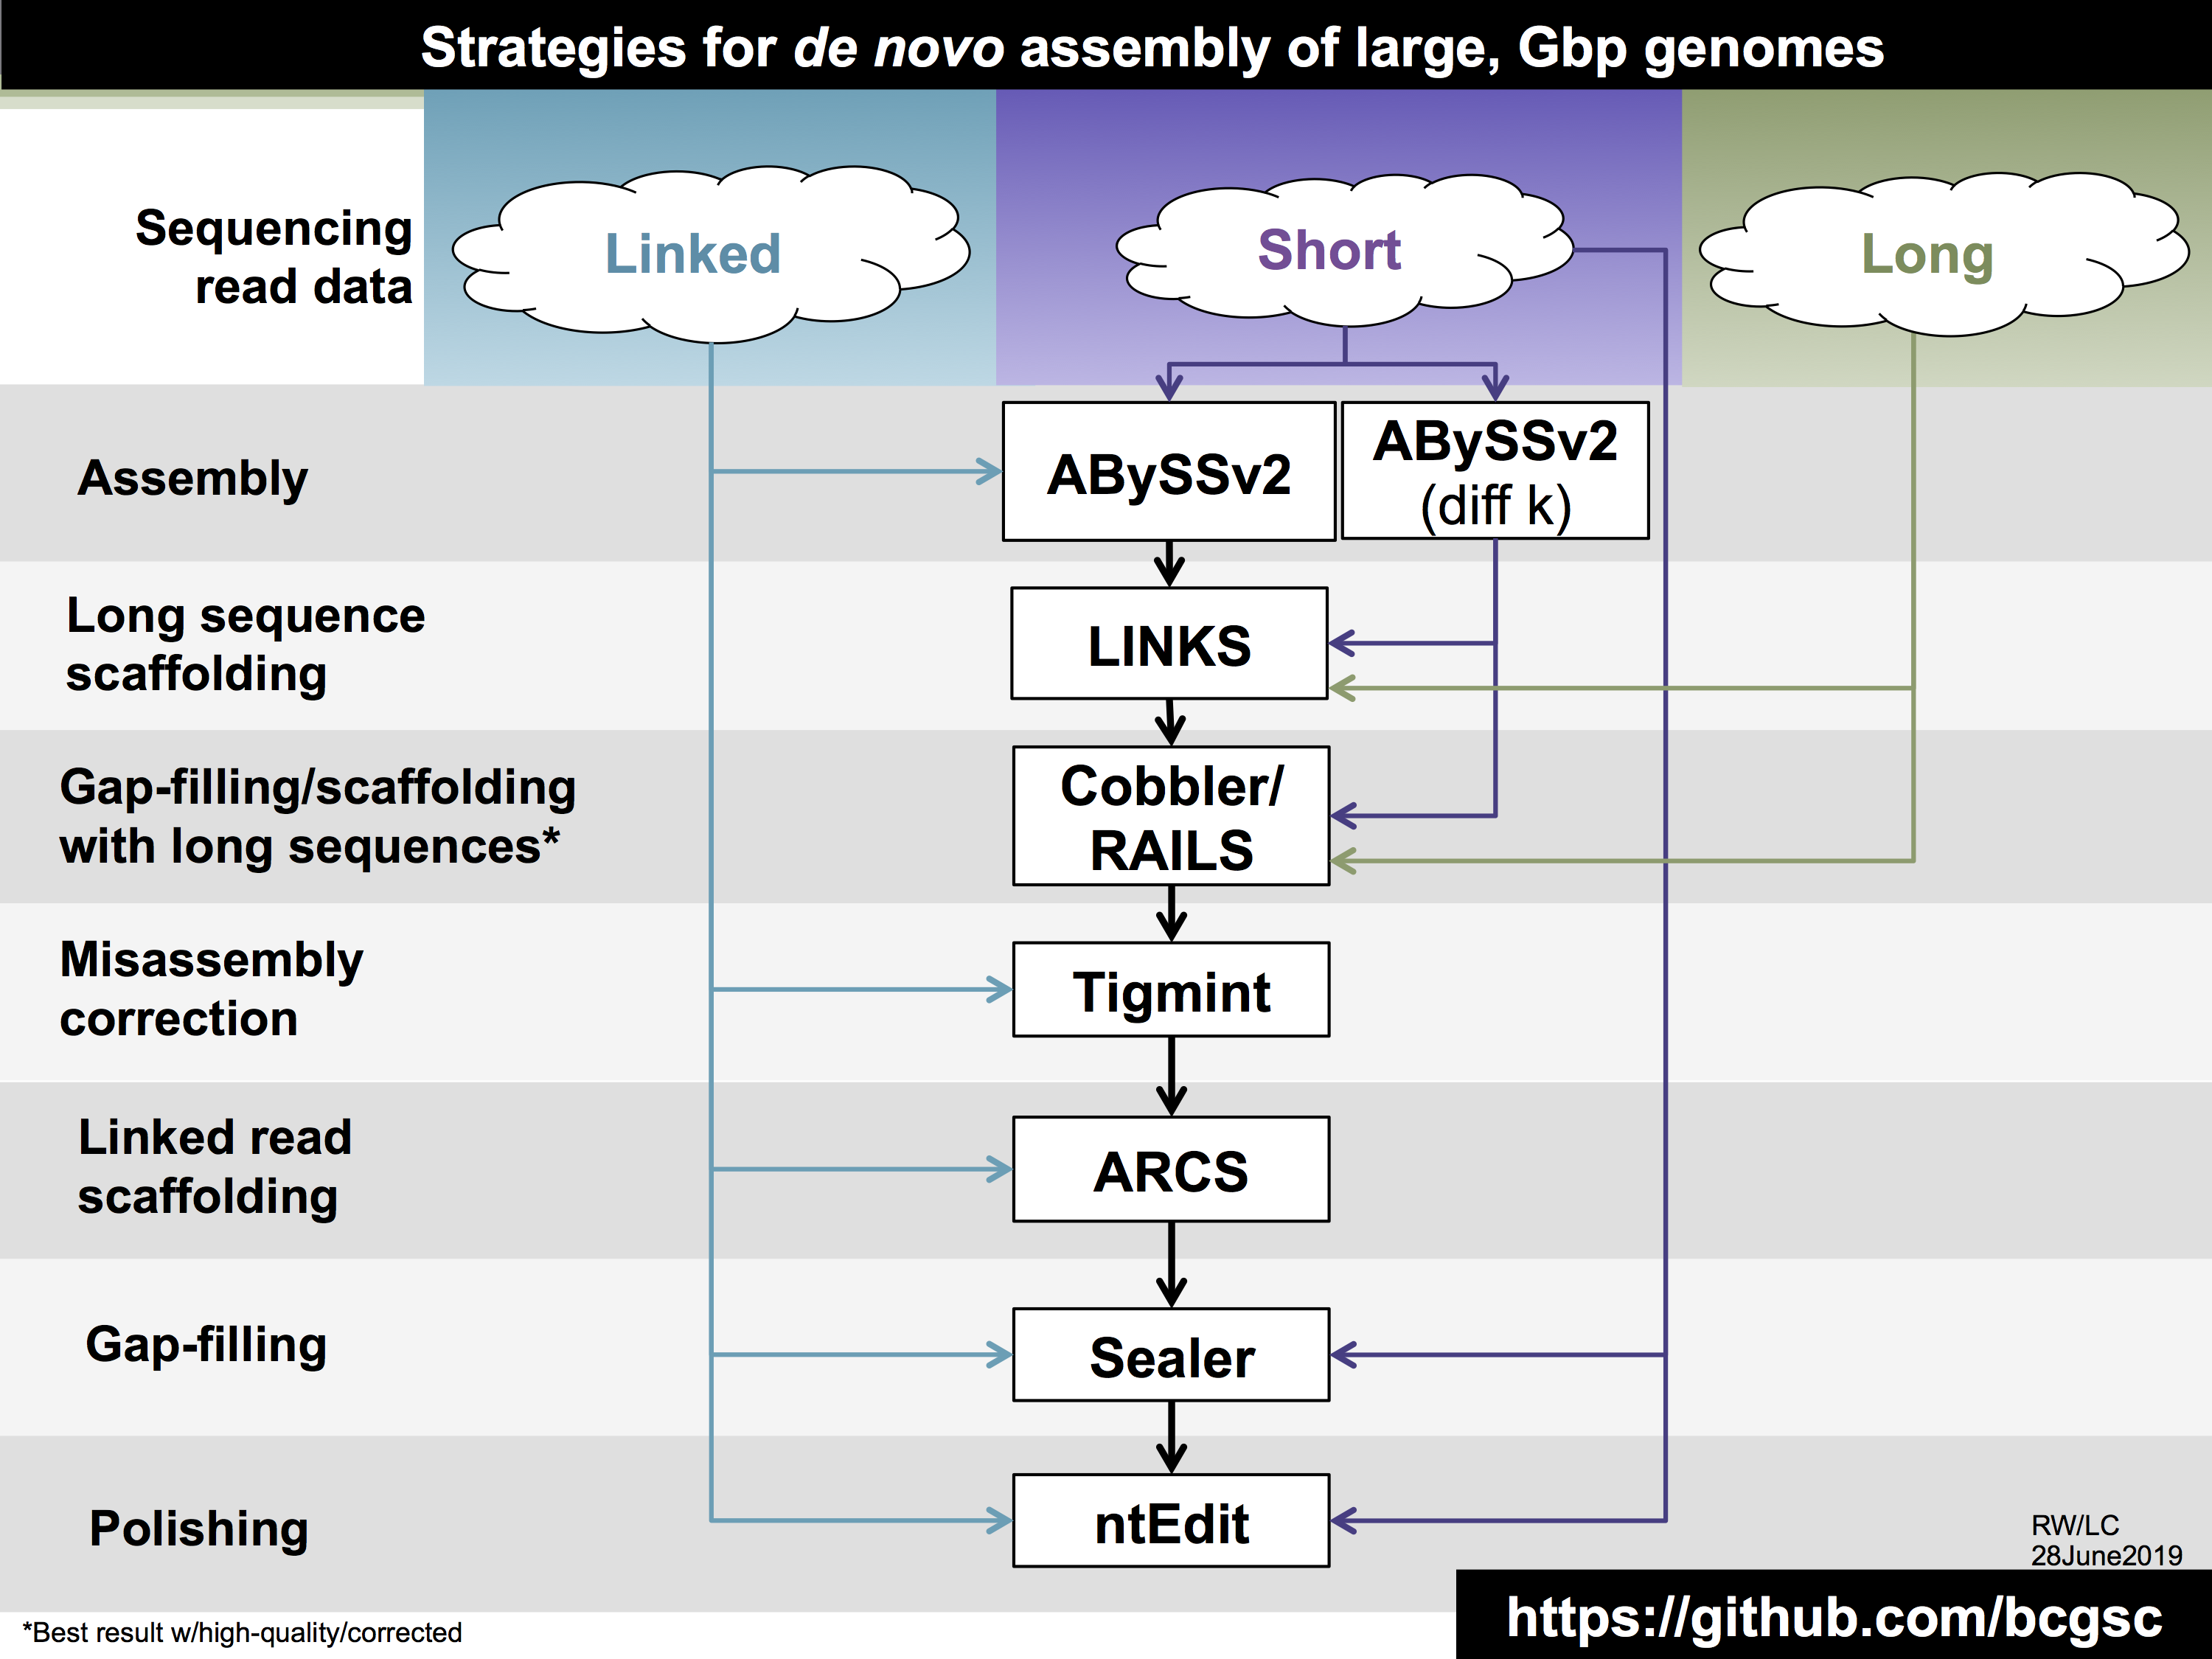 Strategies for de novo assembly of large, Gbp genomes
Sequencing
read data
Linked
Short
Long
Assembly
ABySSv2
ABySSv2
(diff k)
Long sequence
scaffolding
LINKS
Gap-filling/scaffolding
with long sequences*
Cobbler/
RAILS
Misassembly
correction
Tigmint
Linked read
scaffolding
ARCS
Gap-filling
Sealer
Polishing
ntEdit
RW/LC
28June2019
*Best result w/high-quality/corrected
https://github.com/bcgsc